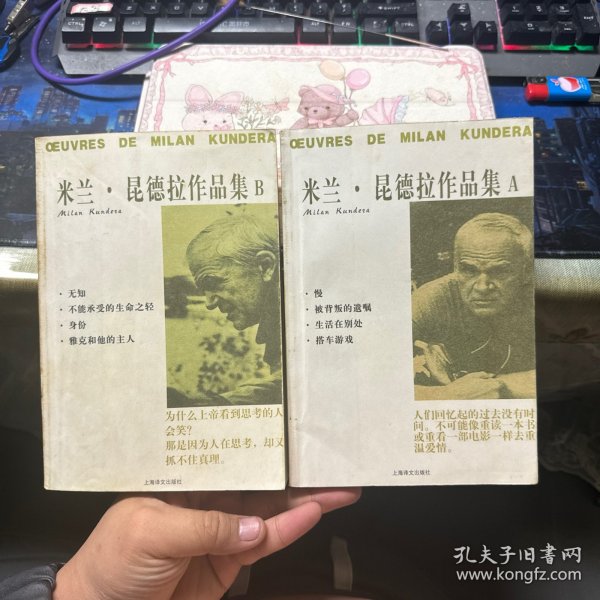 ŒUVRES DE MILAN KUNDERA
米兰·昆德拉作品集 B
Milan Kundera
· 无知
· 不能承受的生命之轻
· 身份
· 雅克和他的主人
为什么上帝看到思考的人
会笑？
那是因为人在思考，却又
抓不住真理。
上海译文出版社
ŒUVRES DE MILAN KUNDERA
米兰·昆德拉作品集 A
Milan Kundera
· 慢
· 被背叛的遗嘱
· 生活在别处
· 搭车游戏
人们回忆起的过去没有时
间。不可能像重读一本书
或重看一部电影一样去重
温爱情。
上海译文出版社
孔夫子旧书网
www.kongfz.com